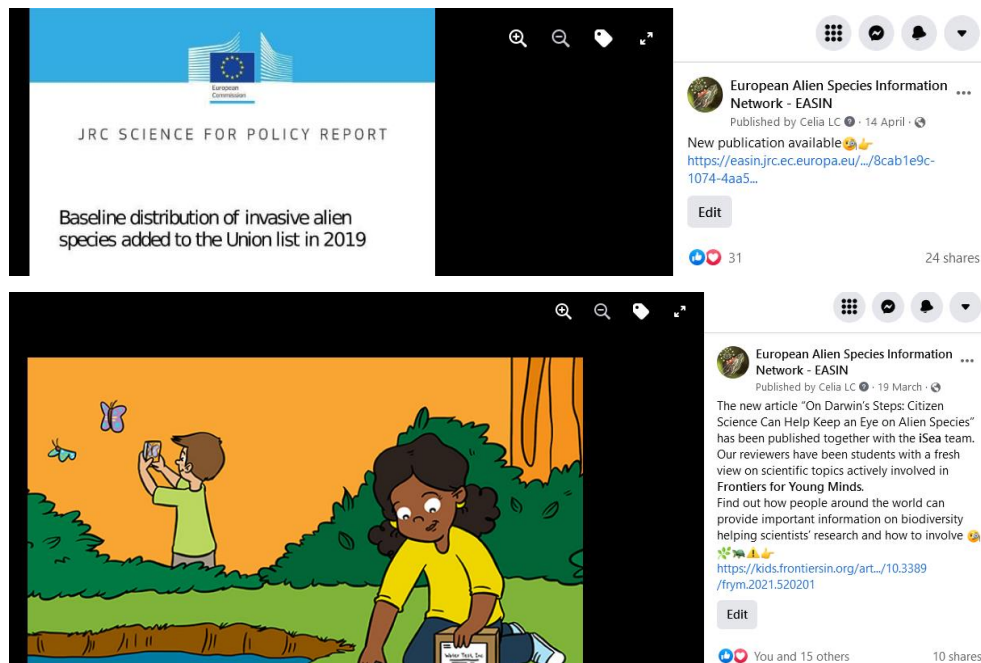 European
Commission
JRC SCIENCE FOR POLICY REPORT
Baseline distribution of invasive alien
species added to the Union list in 2019
European Alien Species Information
Network - EASIN
Published by Celia LC · 14 April ·
New publication available🧐👉
https://easin.jrc.ec.europa.eu/.../8cab1e9c-
1074-4aa5...
Edit
31
24 shares
European Alien Species Information
Network - EASIN
Published by Celia LC · 19 March ·
The new article “On Darwin’s Steps: Citizen
Science Can Help Keep an Eye on Alien Species”
has been published together with the iSea team.
Our reviewers have been students with a fresh
view on scientific topics actively involved in
Frontiers for Young Minds.
Find out how people around the world can
provide important information on biodiversity
helping scientists’ research and how to involve 🧐
🌿🐢⚠️👉
https://kids.frontiersin.org/art.../10.3389
/frym.2021.520201
Edit
You and 15 others
10 shares
Water Test